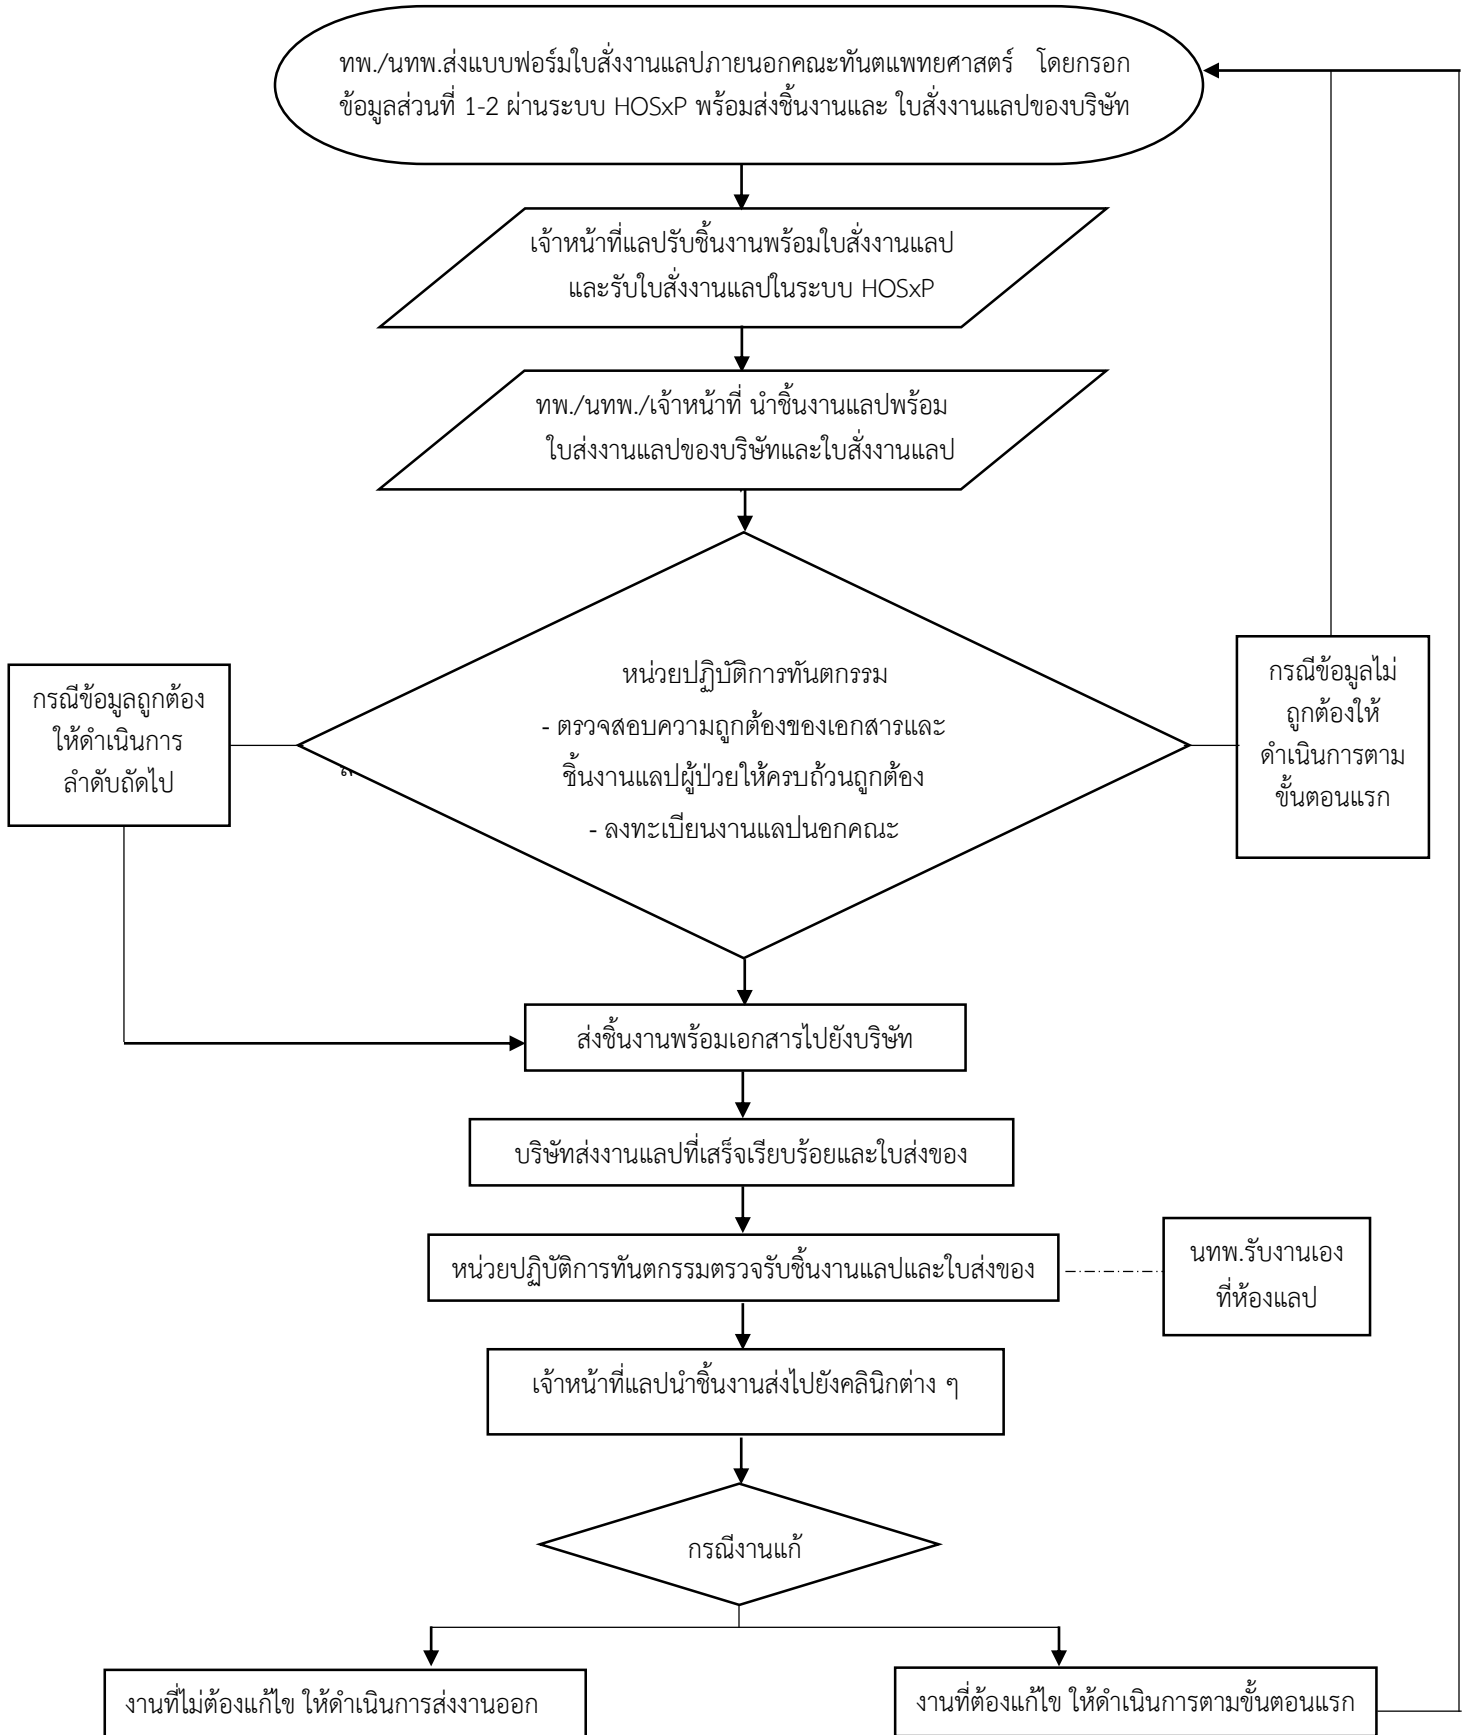 ทพ./นทพ.ส่งแบบฟอร์มใบสั่งงานแลปภายนอกคณะทันตแพทยศาสตร์ โดยกรอก
ข้อมูลส่วนที่ 1-2 ผ่านระบบ HOSxP พร้อมส่งชิ้นงานและ ใบสั่งงานแลปของบริษัท
เจ้าหน้าที่แลปรับชิ้นงานพร้อมใบสั่งงานแลป
และรับใบสั่งงานแลปในระบบ HOSxP
ทพ./นทพ./เจ้าหน้าที่ นำชิ้นงานแลปพร้อม
ใบส่งงานแลปของบริษัทและใบสั่งงานแลป
หน่วยปฏิบัติการทันตกรรม
- ตรวจสอบความถูกต้องของเอกสารและ
ชิ้นงานแลปผู้ป่วยให้ครบถ้วนถูกต้อง
- ลงทะเบียนงานแลปนอกคณะ
กรณีข้อมูลถูกต้อง
ให้ดำเนินการ
ลำดับถัดไป
กรณีข้อมูลไม่
ถูกต้องให้
ดำเนินการตาม
ขั้นตอนแรก
ส่งชิ้นงานพร้อมเอกสารไปยังบริษัท
บริษัทส่งงานแลปที่เสร็จเรียบร้อยและใบส่งของ
หน่วยปฏิบัติการทันตกรรมตรวจรับชิ้นงานแลปและใบส่งของ
นทพ.รับงานเอง
ที่ห้องแลป
เจ้าหน้าที่แลปนำชิ้นงานส่งไปยังคลินิกต่าง ๆ
กรณีงานแก้
งานที่ไม่ต้องแก้ไข ให้ดำเนินการส่งงานออก
งานที่ต้องแก้ไข ให้ดำเนินการตามขั้นตอนแรก